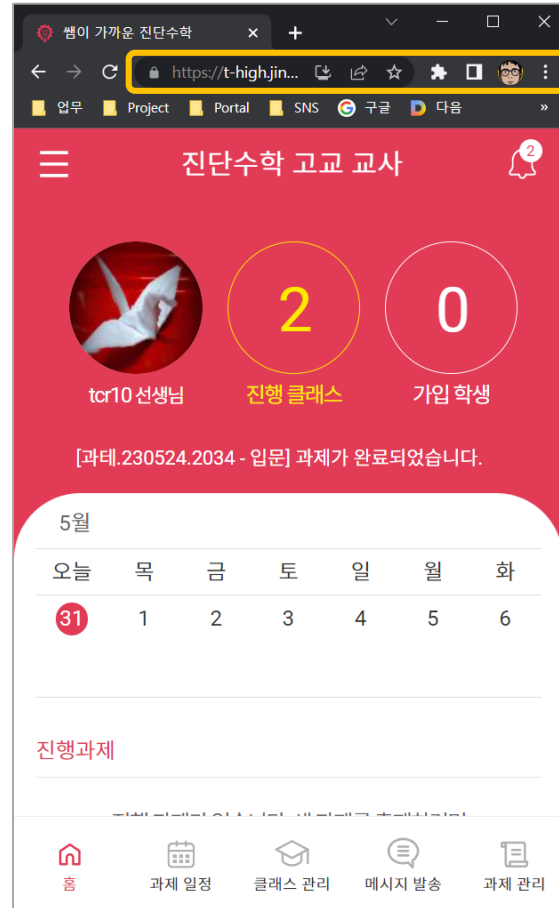 쌤이 가까운 진단수학
https://t-high.jin...
업무 Project Portal SNS 구글 다음 »
진단수학 고교 교사
2
2 0
tcr10 선생님 진행 클래스 가입 학생
[과테.230524.2034 - 입문] 과제가 완료되었습니다.
5월
오늘 목 금 토 일 월 화
31 1 2 3 4 5 6
진행과제
홈 과제 일정 클래스 관리 메시지 발송 과제 관리